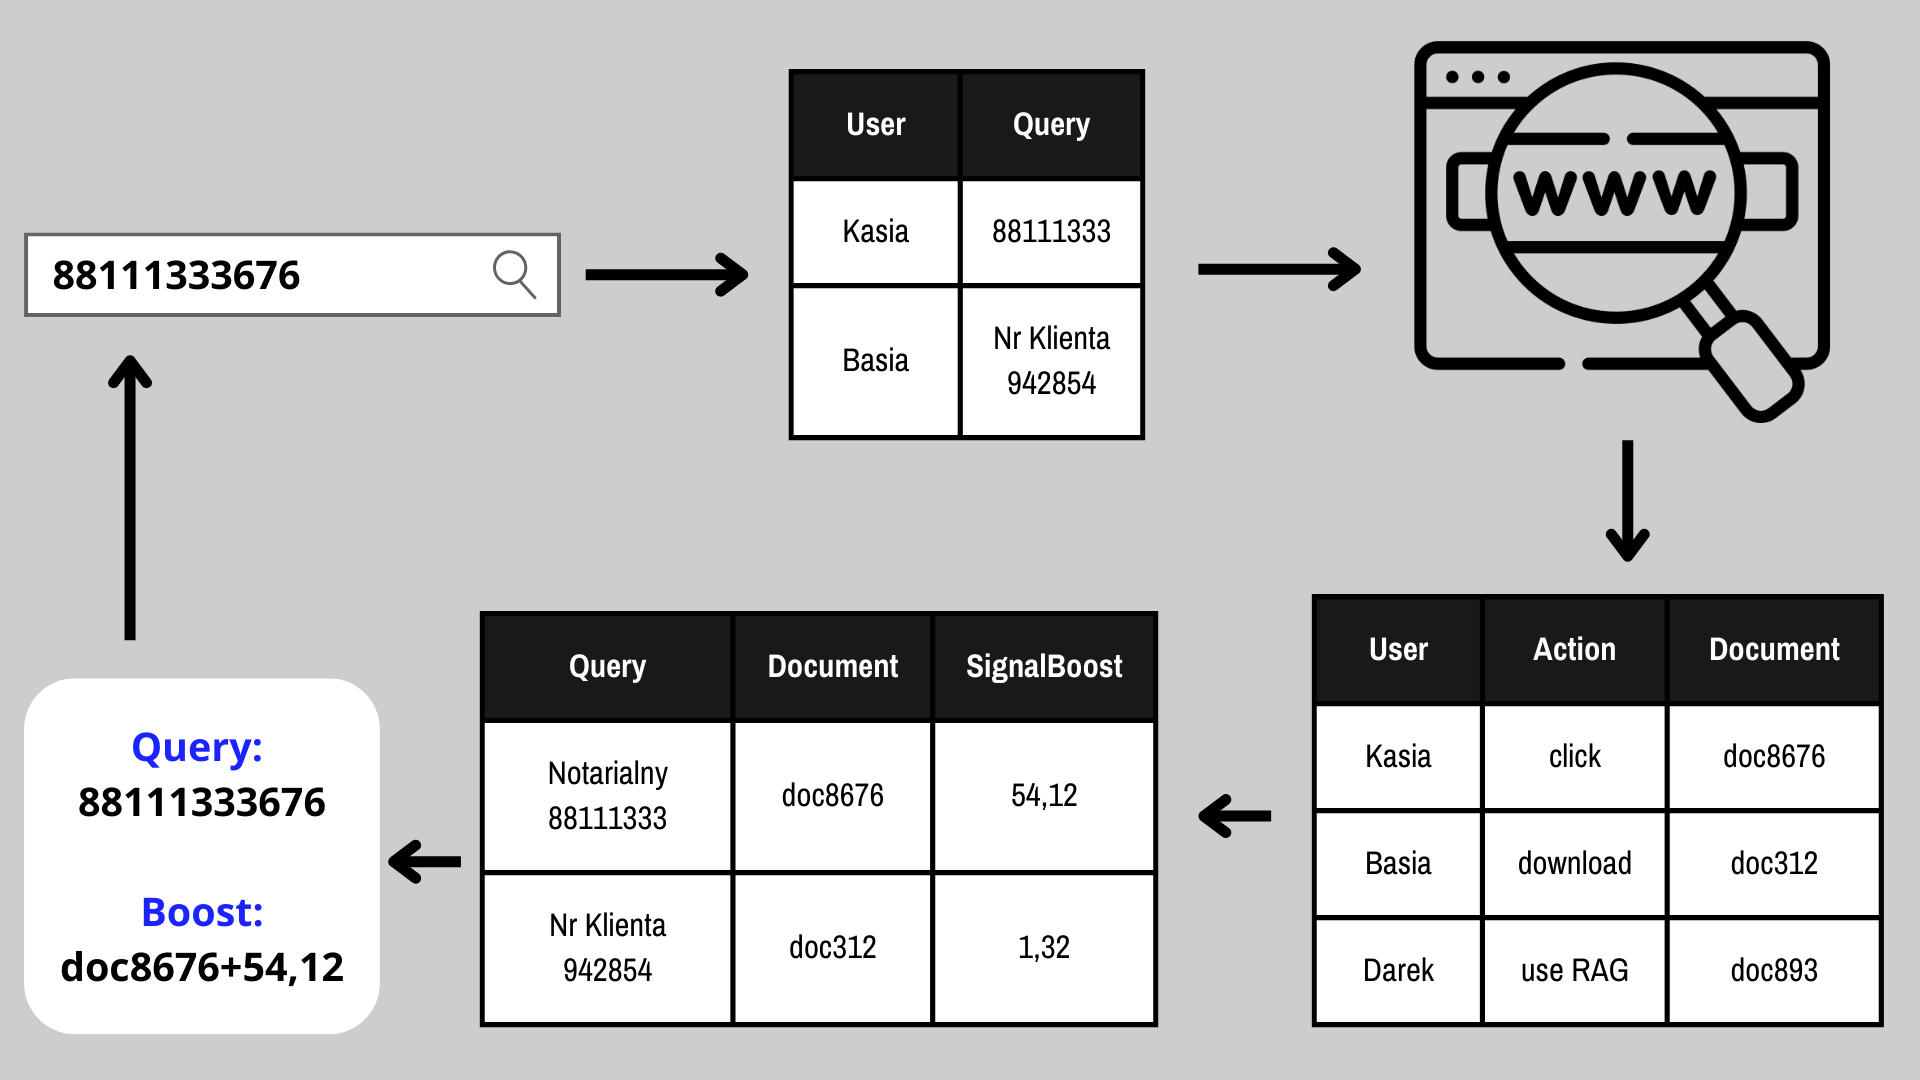 88111333676
User Query
Kasia 88111333
Basia Nr Klienta
942854
www
User Action Document
Kasia click doc8676
Basia download doc312
Darek use RAG doc893
Query Document SignalBoost
Notarialny
88111333 doc8676 54,12
Nr Klienta
942854 doc312 1,32
Query:
88111333676
Boost:
doc8676+54,12